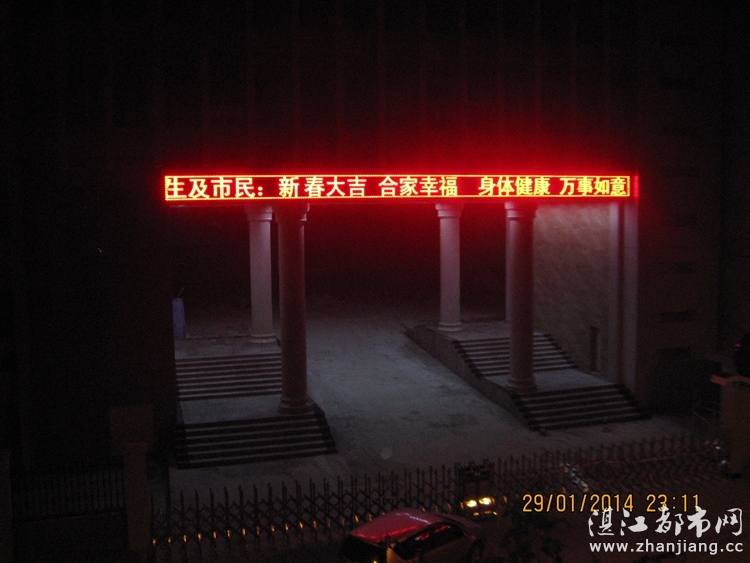 生及市民：新春大吉 合家幸福 身体健康 万事如意
29/01/2014 23:11
湛江都市网
www.zhanjiang.cc